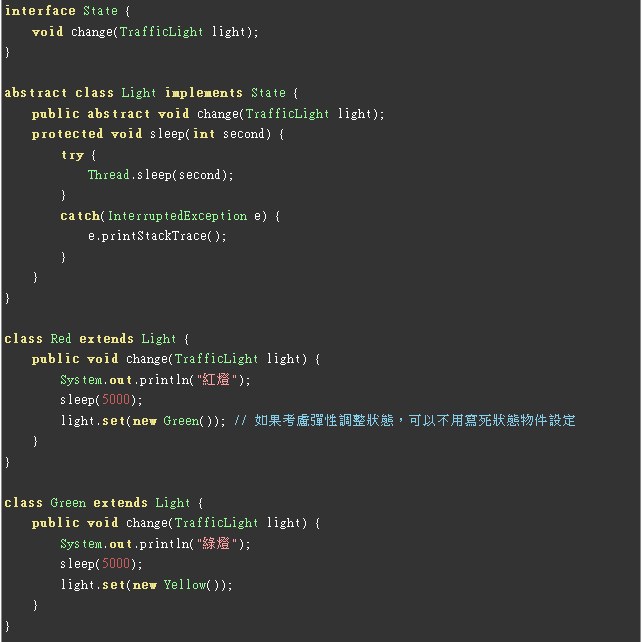 interface State {
    void change(TrafficLight light);
}
abstract class Light implements State {
    public abstract void change(TrafficLight light);
    protected void sleep(int second) {
        try {
            Thread.sleep(second);
        }
        catch(InterruptedException e) {
            e.printStackTrace();
        }
    }
}
class Red extends Light {
    public void change(TrafficLight light) {
        System.out.println("紅燈");
        sleep(5000);
        light.set(new Green()); // 如果考慮彈性調整狀態，可以不用寫死狀態物件設定
    }
}
class Green extends Light {
    public void change(TrafficLight light) {
        System.out.println("綠燈");
        sleep(5000);
        light.set(new Yellow());
    }
}